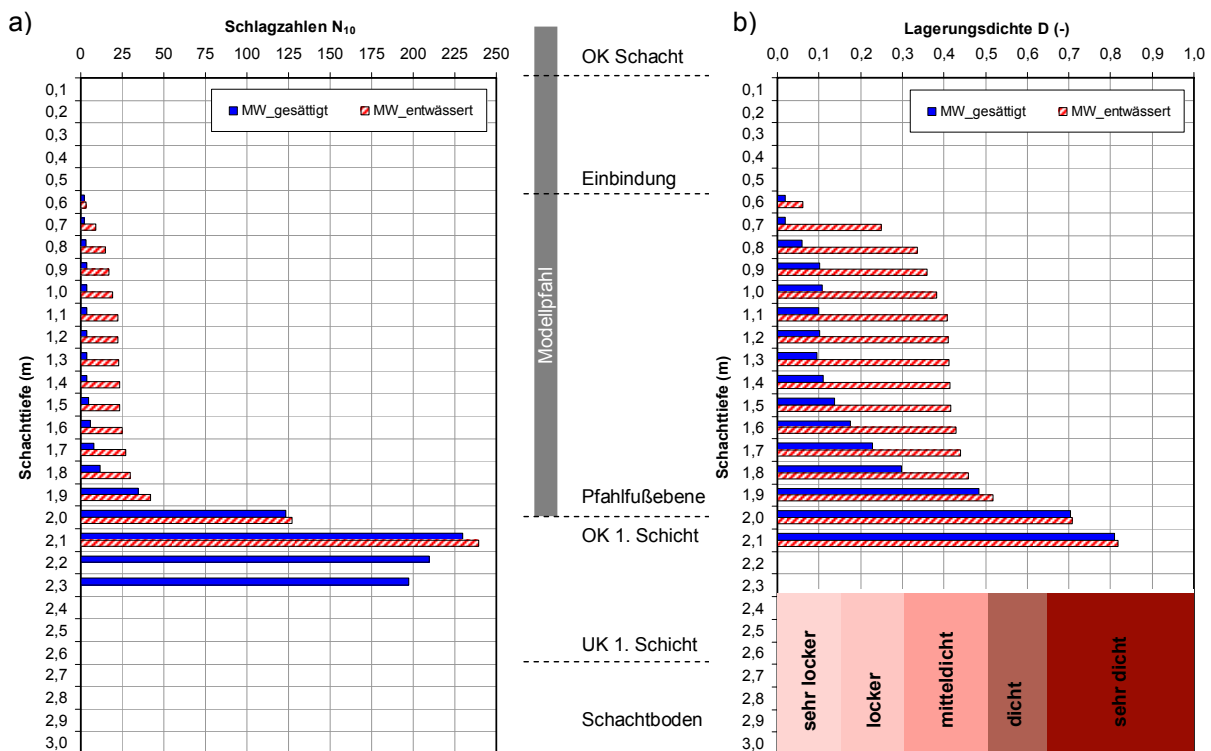 a)
Schlagzahlen N₁₀
0 25 50 75 100 125 150 175 200 225 250
MW_gesättigt MW_entwässert
Schachttiefe (m)
0,1
0,2
0,3
0,4
0,5
0,6
0,7
0,8
0,9
1,0
1,1
1,2
1,3
1,4
1,5
1,6
1,7
1,8
1,9
2,0
2,1
2,2
2,3
2,4
2,5
2,6
2,7
2,8
2,9
3,0
OK Schacht
Einbindung
Modellpfahl
Pfahlfußebene
OK 1. Schicht
UK 1. Schicht
Schachtboden
b)
Lagerungsdichte D (-)
0,0 0,1 0,2 0,3 0,4 0,5 0,6 0,7 0,8 0,9 1,0
MW_gesättigt MW_entwässert
Schachttiefe (m)
0,1
0,2
0,3
0,4
0,5
0,6
0,7
0,8
0,9
1,0
1,1
1,2
1,3
1,4
1,5
1,6
1,7
1,8
1,9
2,0
2,1
2,2
2,3
2,4
2,5
2,6
2,7
2,8
2,9
3,0
sehr locker
locker
mitteldicht
dicht
sehr dicht